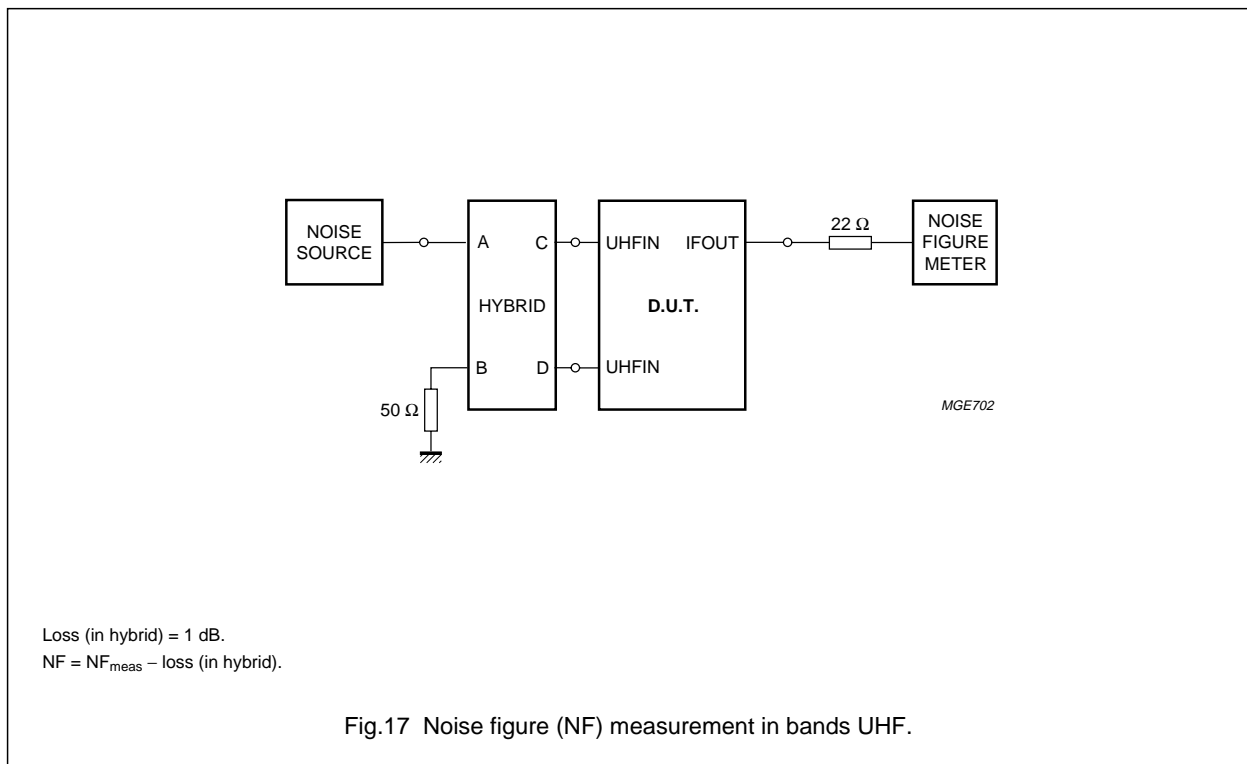 NOISE
SOURCE
A
C
HYBRID
B
D
50 Ω
UHFIN
IFOUT
D.U.T.
UHFIN
22 Ω
NOISE
FIGURE
METER
MGE702
Loss (in hybrid) = 1 dB.
NF = NFmeas − loss (in hybrid).
Fig.17 Noise figure (NF) measurement in bands UHF.